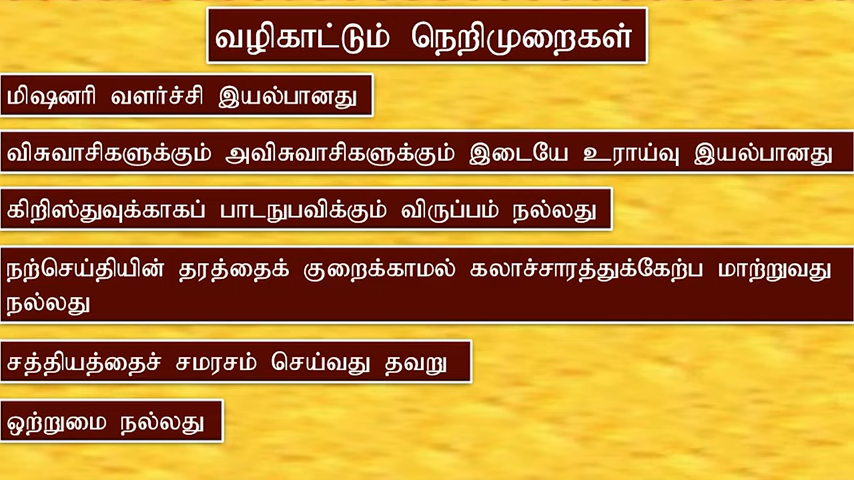 வழிகாட்டும் நெறிமுறைகள்
மிஷனரி வளர்ச்சி இயல்பானது
விசுவாசிகளுக்கும் அவிசுவாசிகளுக்கும் இடையே உராய்வு இயல்பானது
கிறிஸ்துவுக்காகப் பாடநுபவிக்கும் விருப்பம் நல்லது
நற்செய்தியின் தரத்தைக் குறைக்காமல் கலாச்சாரத்துக்கேற்ப மாற்றுவது
நல்லது
சத்தியத்தைச் சமரசம் செய்வது தவறு
ஒற்றுமை நல்லது